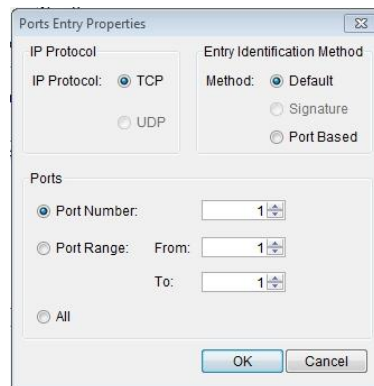 Ports Entry Properties
IP Protocol
IP Protocol: TCP
UDP
Entry Identification Method
Method: Default
Signature
Port Based
Ports
Port Number: 1
Port Range: From: 1
To: 1
All
OK Cancel